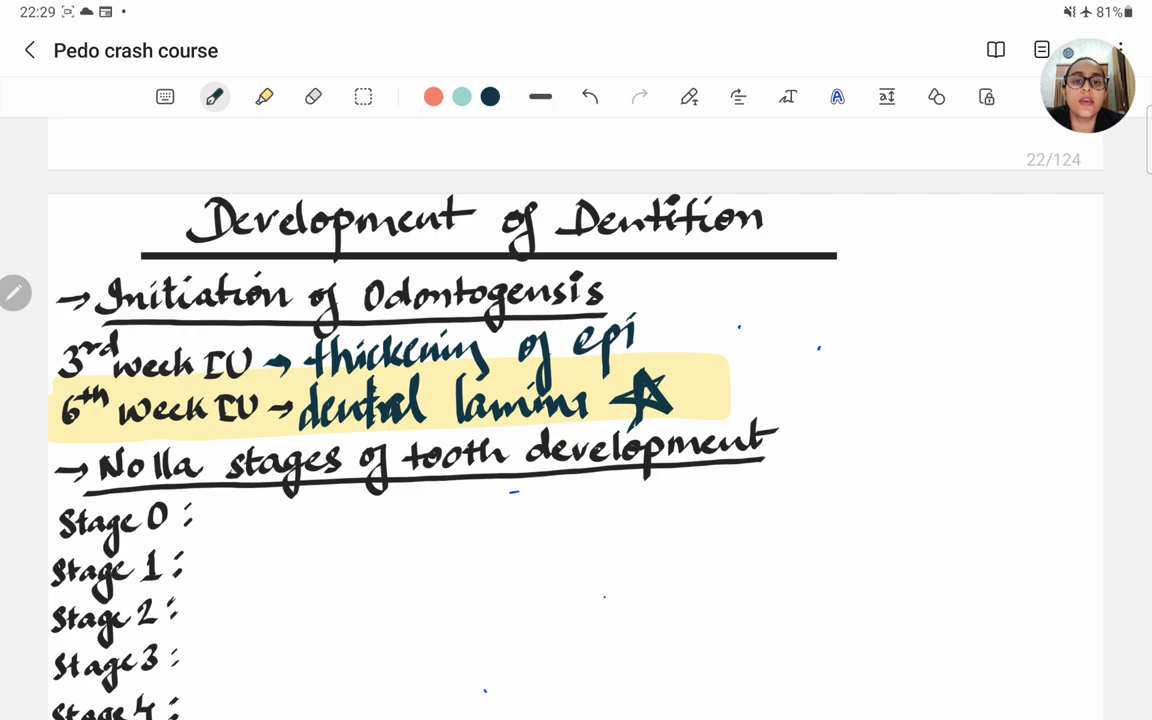 22:29
81%
Pedo crash course
22/124
Development of Dentition
→ Initiation of Odontogensis
3rd week IU → thickening of epi
6th week IU → dental lamina
→ Nolla stages of tooth development
Stage 0 :
Stage 1 :
Stage 2 :
Stage 3 :
Stage 4 :